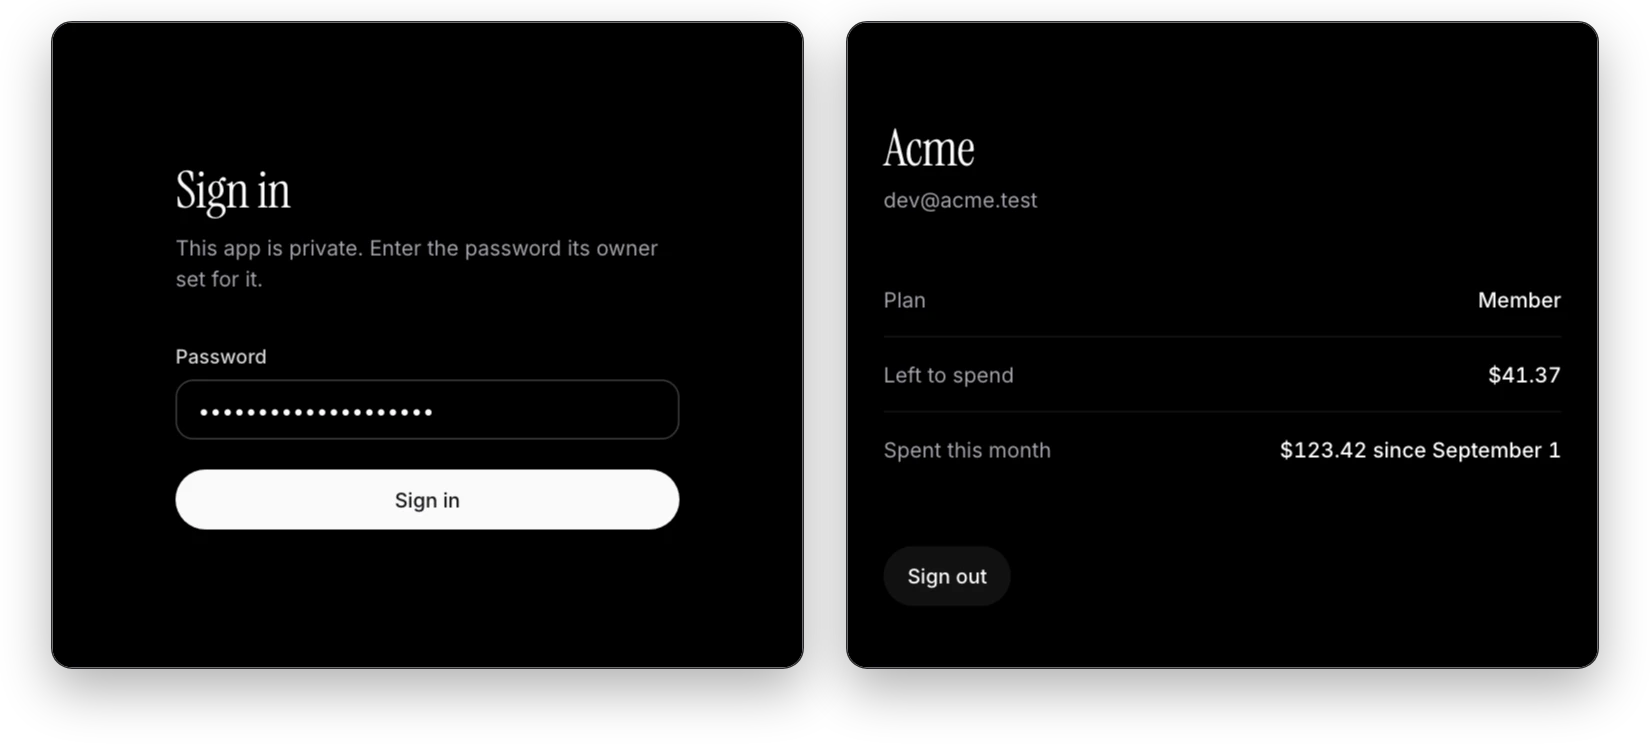 Sign in
This app is private. Enter the password its owner
set for it.
Password
••••••••••••••••••••
Sign in
Acme
dev@acme.test
Plan
Member
Left to spend
$41.37
Spent this month
$123.42 since September 1
Sign out